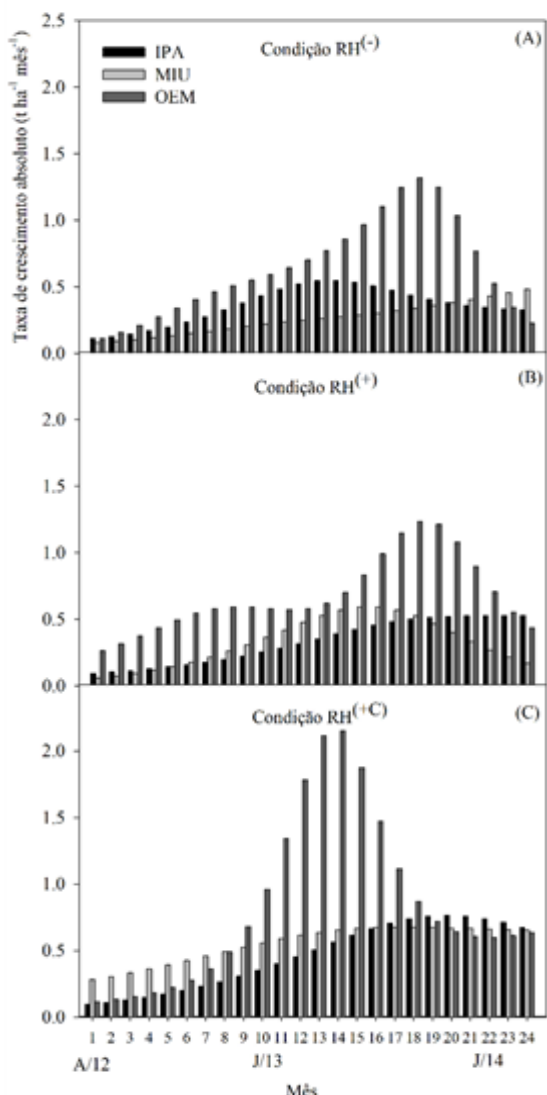 Taxa de crescimento absoluto (t ha⁻¹ mês⁻¹)
2.5
2.0
1.5
1.0
0.5
0.0
Condição RH(-)
(A)
IPA
MIU
OEM
2.0
1.5
1.0
0.5
0.0
Condição RH(+)
(B)
2.0
1.5
1.0
0.5
0.0
Condição RH(+C)
(C)
1 2 3 4 5 6 7 8 9 10 11 12 13 14 15 16 17 18 19 20 21 22 23 24
A/12 J/13 J/14
Mês